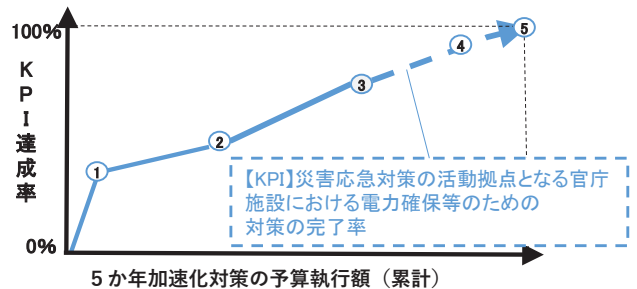 100%
KPI達成率
0%
1
2
3
4
5
【KPI】災害応急対策の活動拠点となる官庁
施設における電力確保等のための
対策の完了率
5か年加速化対策の予算執行額（累計）